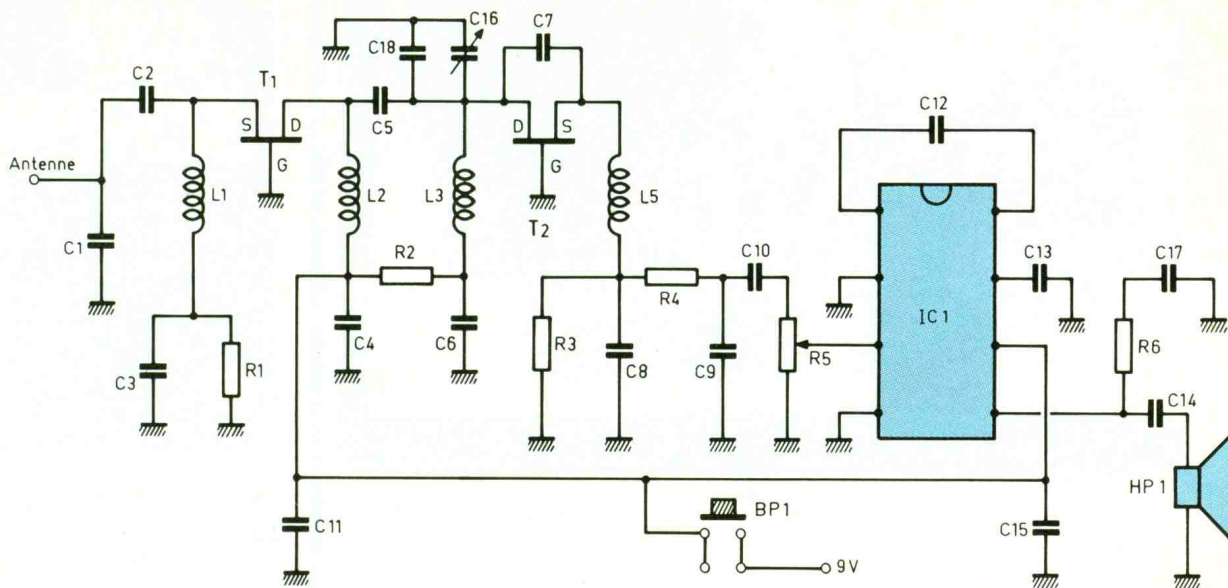 C16
C7
C18
C2
T1
C12
S
D
C5
D
S
G
G
Antenne
L1
L2
L3
L5
T2
C1
R2
C10
C13
C17
R4
IC1
R6
C3
R1
C4
C6
R3
C8
C9
R5
C14
HP1
C11
BP1
C15
9V